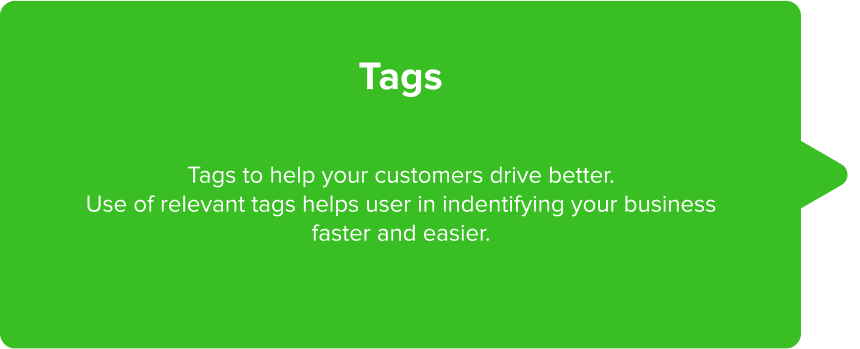 Tags
Tags to help your customers drive better.
Use of relevant tags helps user in indentifying your business
faster and easier.